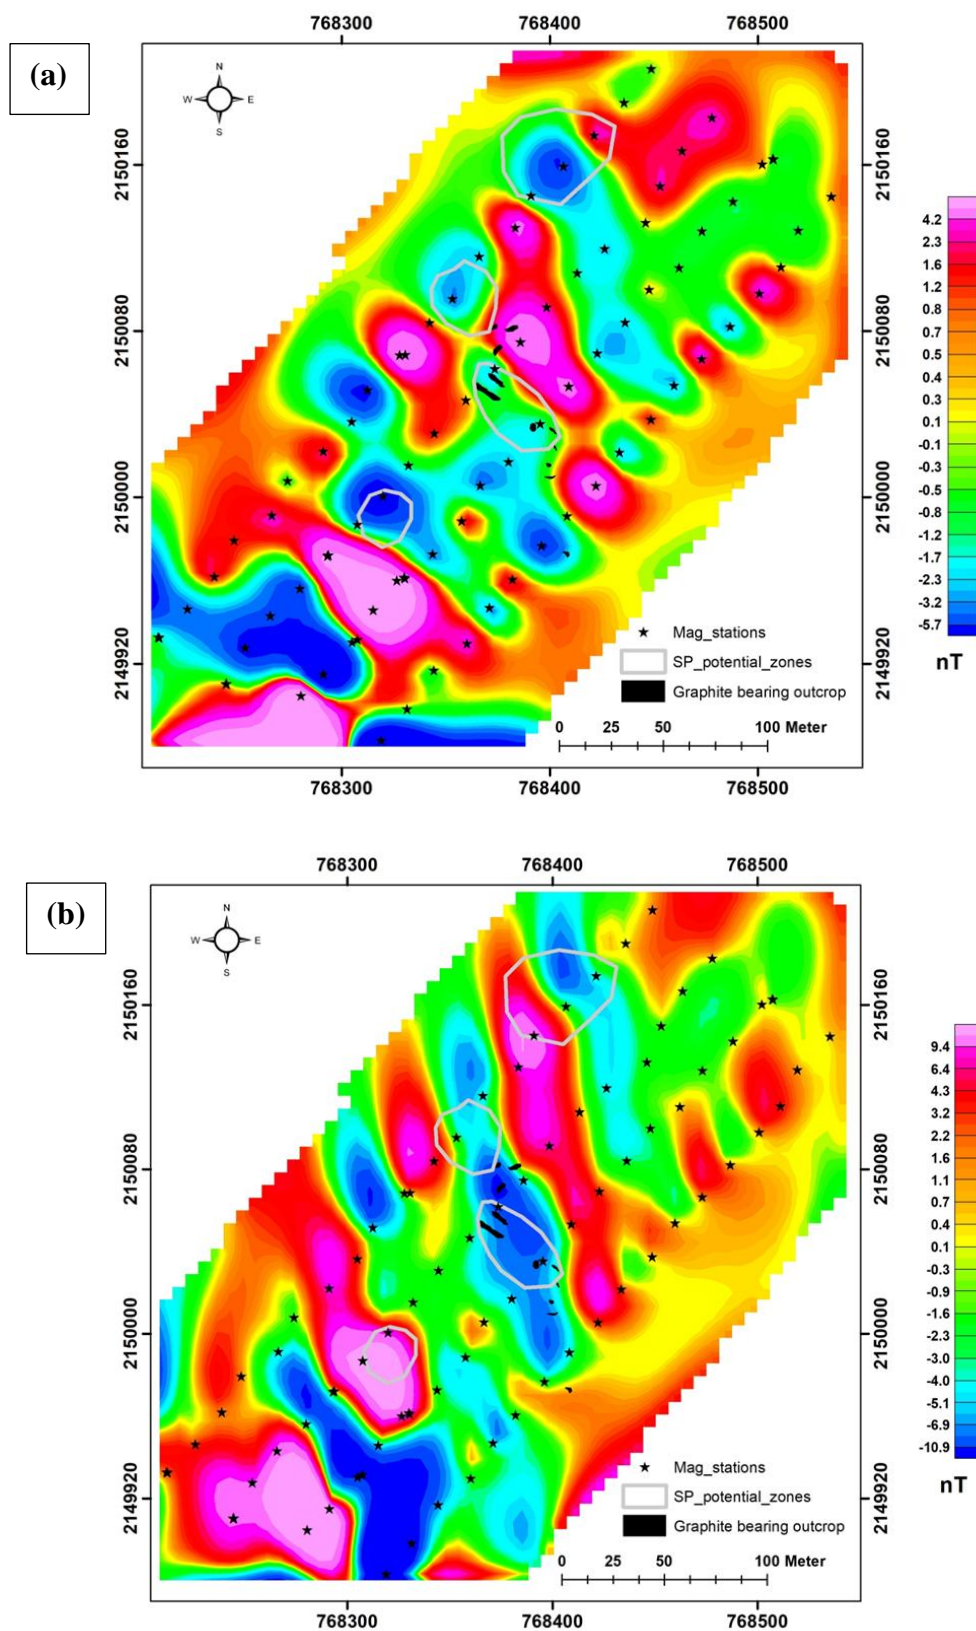 (a)
768300 768400 768500
N
W E
S
2150160
2150080
2150000
2149920
4.2
2.3
1.6
1.2
0.8
0.7
0.5
0.4
0.3
0.1
-0.1
-0.3
-0.5
-0.8
-1.2
-1.7
-2.3
-3.2
-5.7
nT
2150160
2150080
2150000
2149920
Mag_stations
SP_potential_zones
Graphite bearing outcrop
0 25 50 100 Meter
768300 768400 768500
(b)
768300 768400 768500
N
W E
S
2150160
2150080
2150000
2149920
9.4
6.4
4.3
3.2
2.2
1.6
1.1
0.7
0.4
0.1
-0.3
-0.9
-1.6
-2.3
-3.0
-4.0
-5.1
-6.9
-10.9
nT
2150160
2150080
2150000
2149920
Mag_stations
SP_potential_zones
Graphite bearing outcrop
0 25 50 100 Meter
768300 768400 768500